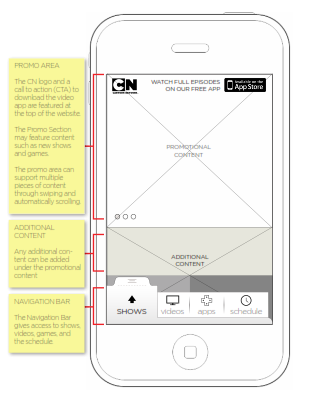 PROMO AREA
The CN logo and a
call to action (CTA) to
download the video
app are featured at
the top of the website.
The Promo Section
may feature content
such as new shows
and games.
The promo area can
support multiple
pieces of content
through swiping and
automatically scrolling.
ADDITIONAL
CONTENT
Any additional con-
tent can be added
under the promotional
content
NAVIGATION BAR
The Navigation Bar
gives access to shows,
videos, games, and
the schedule.
CN
CARTOON NETWORK
WATCH FULL EPISODES
ON OUR FREE APP
Available on the
App Store
PROMOTIONAL
CONTENT
ADDITIONAL
CONTENT
SHOWS
videos
apps
schedule